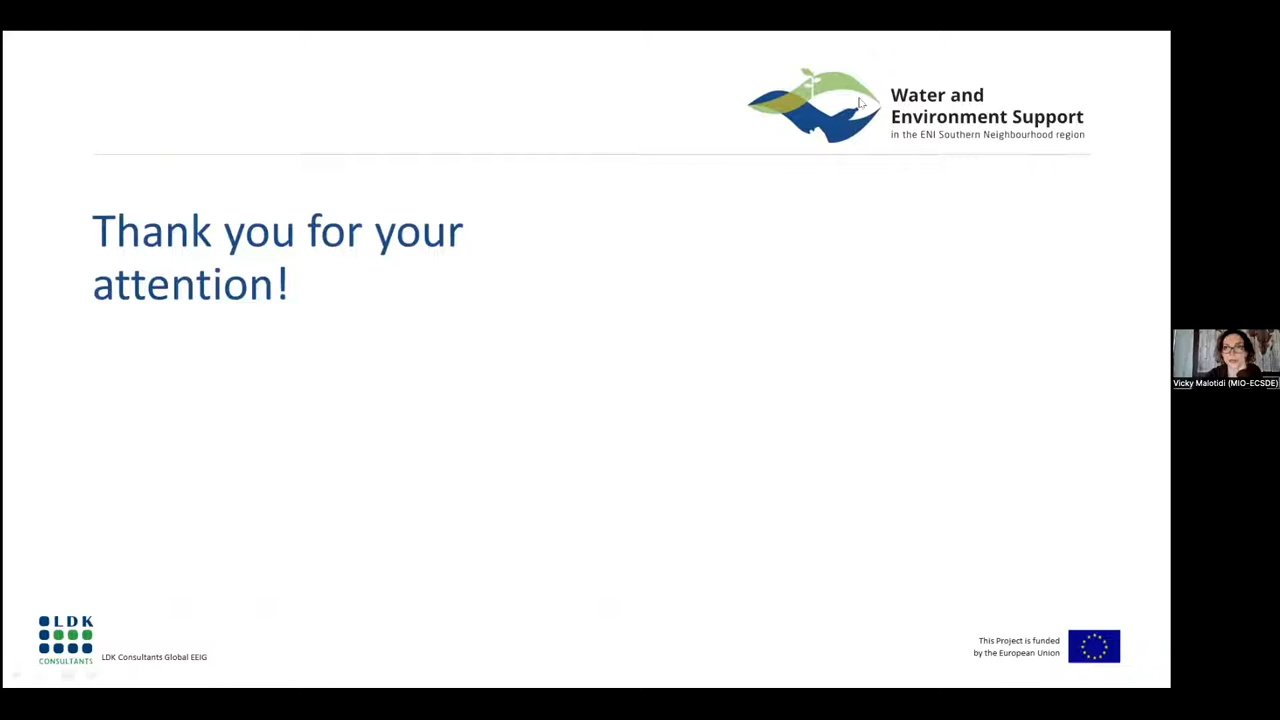 Water and
Environment Support
in the ENI Southern Neighbourhood region
Thank you for your
attention!
Vicky Malotidi (MIO-ECSDE)
LDK
CONSULTANTS
LDK Consultants Global EEIG
This Project is funded
by the European Union